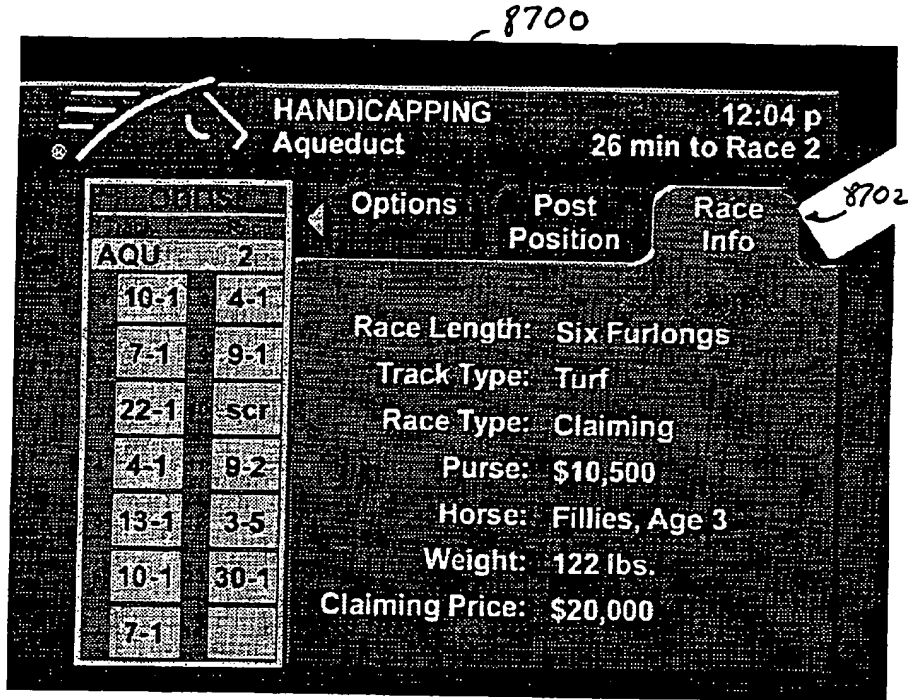 8700
HANDICAPPING
Aqueduct
12:04 p
26 min to Race 2
®
ODDS
AQU 2
10-1 4-1
7-1 9-1
22-1 scr
4-1 9-2
13-1 3-5
10-1 30-1
7-1
Options
Post
Position
Race
Info
8702
Race Length: Six Furlongs
Track Type: Turf
Race Type: Claiming
Purse: $10,500
Horse: Fillies, Age 3
Weight: 122 lbs.
Claiming Price: $20,000